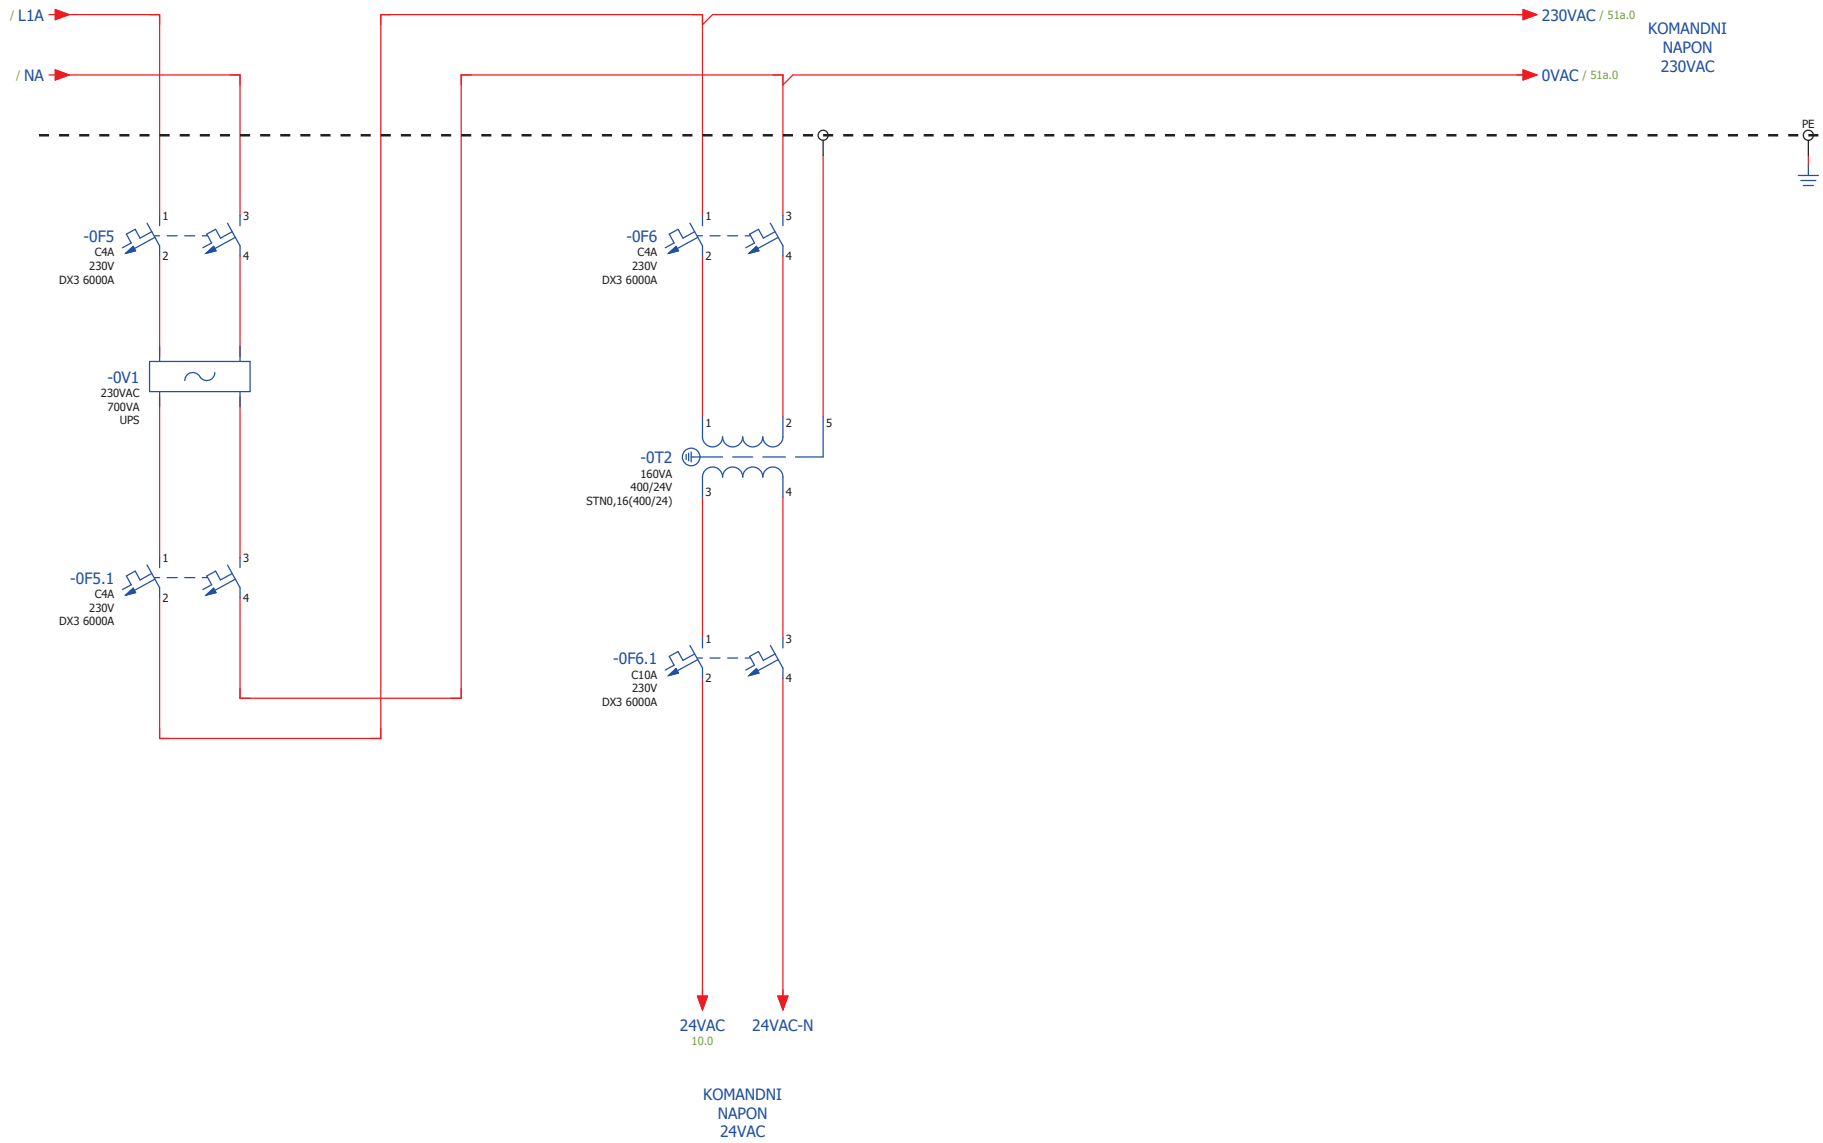 / L1A
230VAC / 51a.0
KOMANDNI
NAPON
230VAC
/ NA
0VAC / 51a.0
PE
-0F5
C4A
230V
DX3 6000A
1
2
3
4
-0F6
C4A
230V
DX3 6000A
1
2
3
4
-0V1
230VAC
700VA
UPS
-0T2
160VA
400/24V
STN0,16(400/24)
1
2
5
3
4
-0F5.1
C4A
230V
DX3 6000A
1
2
3
4
-0F6.1
C10A
230V
DX3 6000A
1
2
3
4
24VAC
10.0
24VAC-N
KOMANDNI
NAPON
24VAC